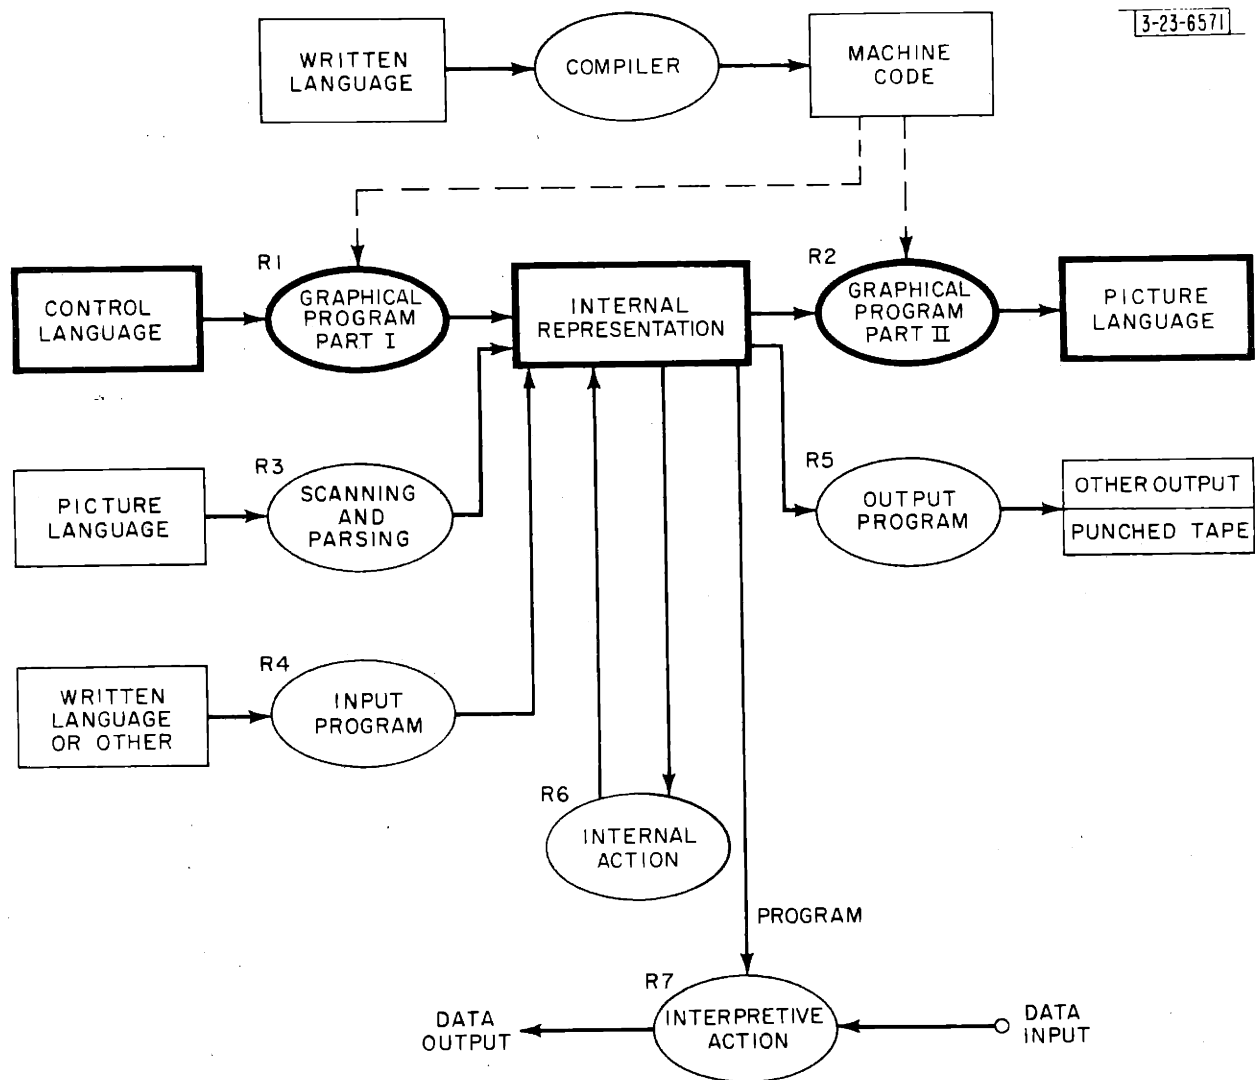 3-23-6571
WRITTEN
LANGUAGE
COMPILER
MACHINE
CODE
R1
R2
CONTROL
LANGUAGE
GRAPHICAL
PROGRAM
PART I
INTERNAL
REPRESENTATION
GRAPHICAL
PROGRAM
PART II
PICTURE
LANGUAGE
R3
R5
PICTURE
LANGUAGE
SCANNING
AND
PARSING
OUTPUT
PROGRAM
OTHER OUTPUT
PUNCHED TAPE
R4
WRITTEN
LANGUAGE
OR OTHER
INPUT
PROGRAM
R6
INTERNAL
ACTION
PROGRAM
R7
DATA
OUTPUT
INTERPRETIVE
ACTION
DATA
INPUT